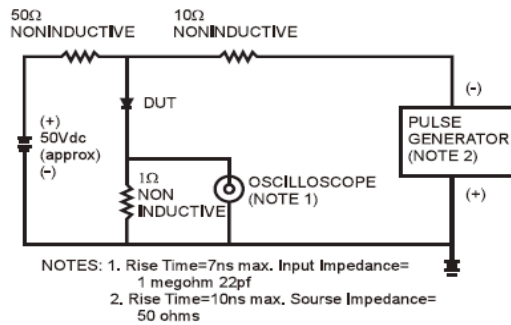 50Ω
NONINDUCTIVE
10Ω
NONINDUCTIVE
(+)
50Vdc
(approx)
(-)
DUT
1Ω
NON
INDUCTIVE
OSCILLOSCOPE
(NOTE 1)
(-)
PULSE
GENERATOR
(NOTE 2)
(+)
NOTES: 1. Rise Time=7ns max. Input Impedance=
1 megohm 22pf
2. Rise Time=10ns max. Sourse Impedance=
50 ohms